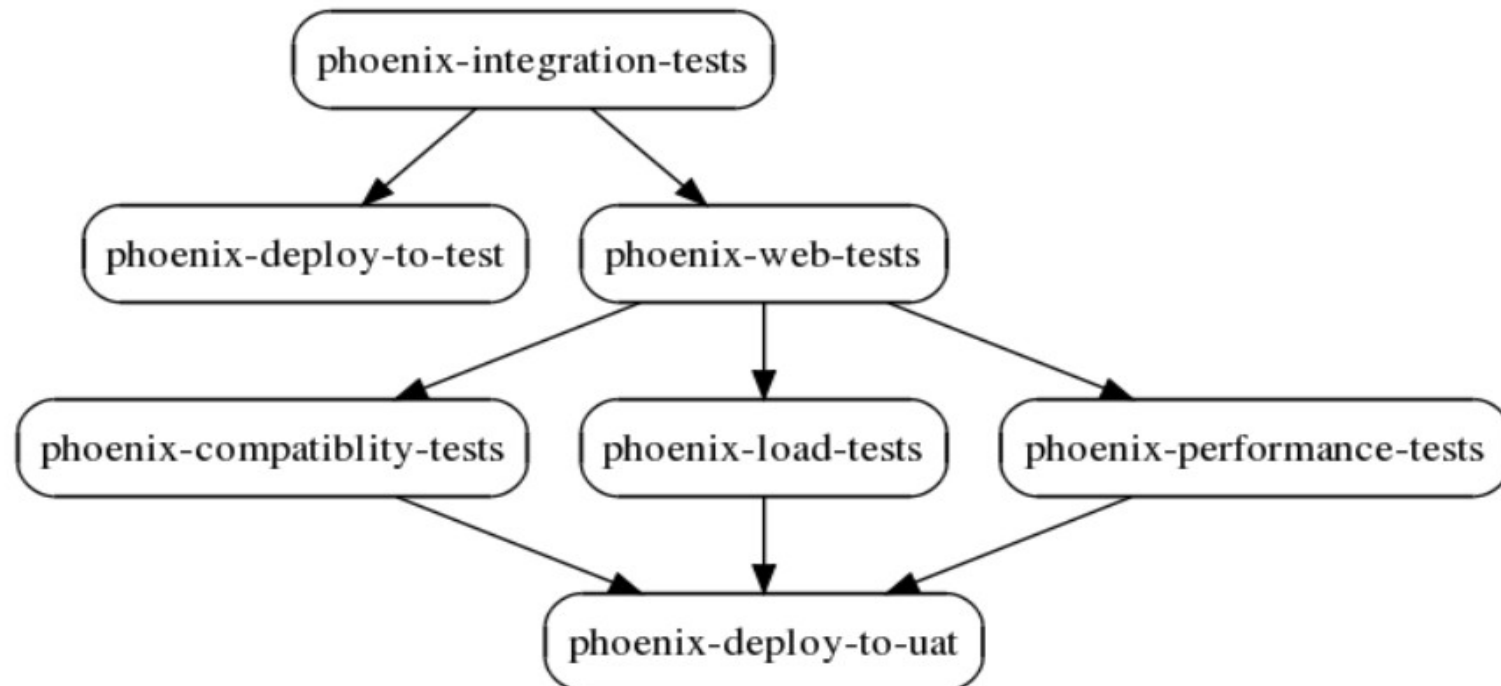 phoenix-integration-tests
phoenix-deploy-to-test
phoenix-web-tests
phoenix-compatiblity-tests
phoenix-load-tests
phoenix-performance-tests
phoenix-deploy-to-uat